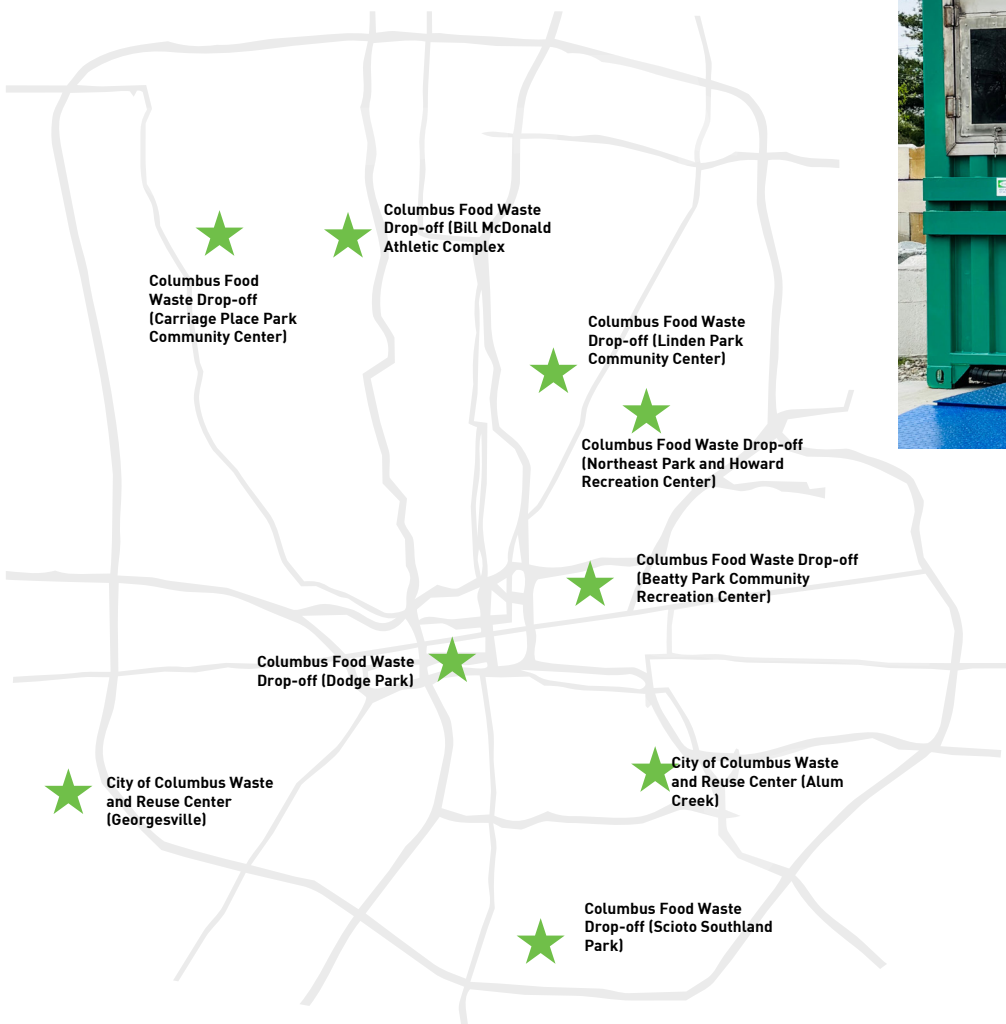 Columbus Food Waste
Drop-off (Bill McDonald
Athletic Complex
Columbus Food
Waste Drop-off
(Carriage Place Park
Community Center)
Columbus Food Waste
Drop-off (Linden Park
Community Center)
Columbus Food Waste Drop-off
(Northeast Park and Howard
Recreation Center)
Columbus Food Waste Drop-off
(Beatty Park Community
Recreation Center)
Columbus Food Waste
Drop-off (Dodge Park)
City of Columbus Waste
and Reuse Center
(Georgesville)
City of Columbus Waste
and Reuse Center (Alum
Creek)
Columbus Food Waste
Drop-off (Scioto Southland
Park)